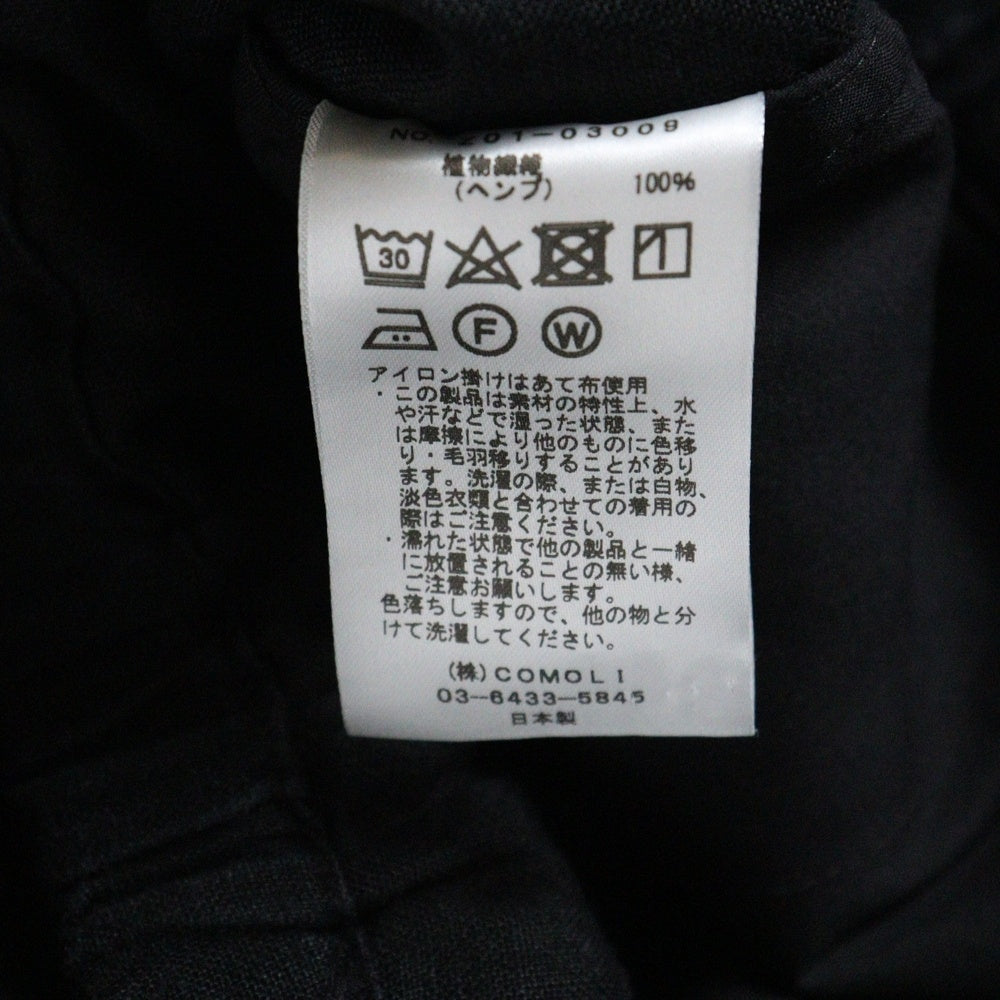 NO. Z01-03009
植物繊維
(ヘンプ) 100%
30
F W
アイロン掛けはあて布使用
・この製品は素材の特性上、水
や汗などで湿った状態、また
は摩擦により他のものに色移
り・毛羽移りすることがあり
ます。洗濯の際、または白物、
淡色衣類と合わせての着用の
際はご注意ください。
・濡れた状態で他の製品と一緒
に放置されることの無い様、
ご注意お願いします。
色落ちしますので、他の物と分
けて洗濯してください。
(株)COMOLI
03-6433-5845
日本製